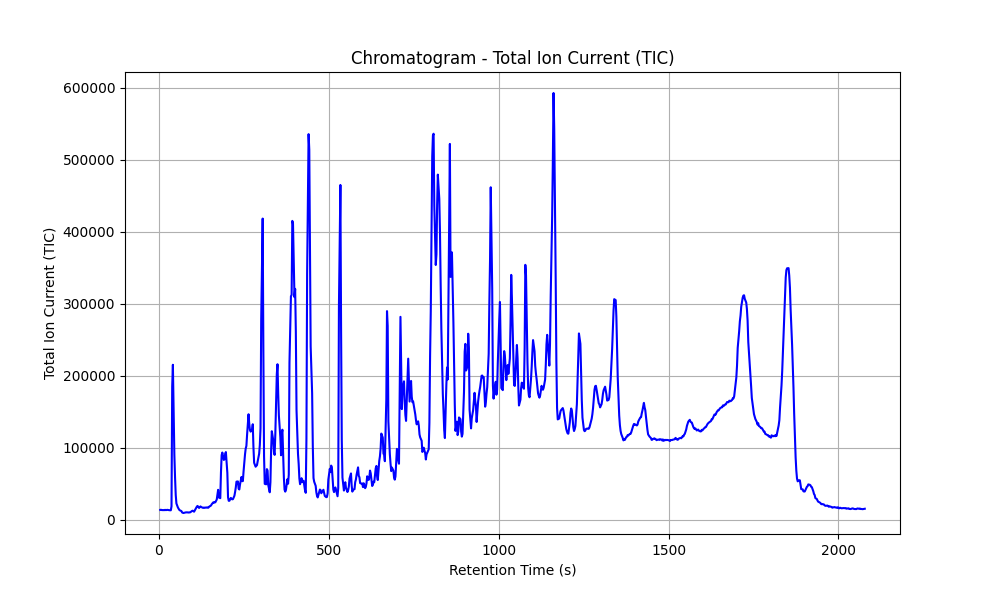 Chromatogram - Total Ion Current (TIC)
600000
500000
400000
300000
200000
100000
0
Total Ion Current (TIC)
0 500 1000 1500 2000
Retention Time (s)